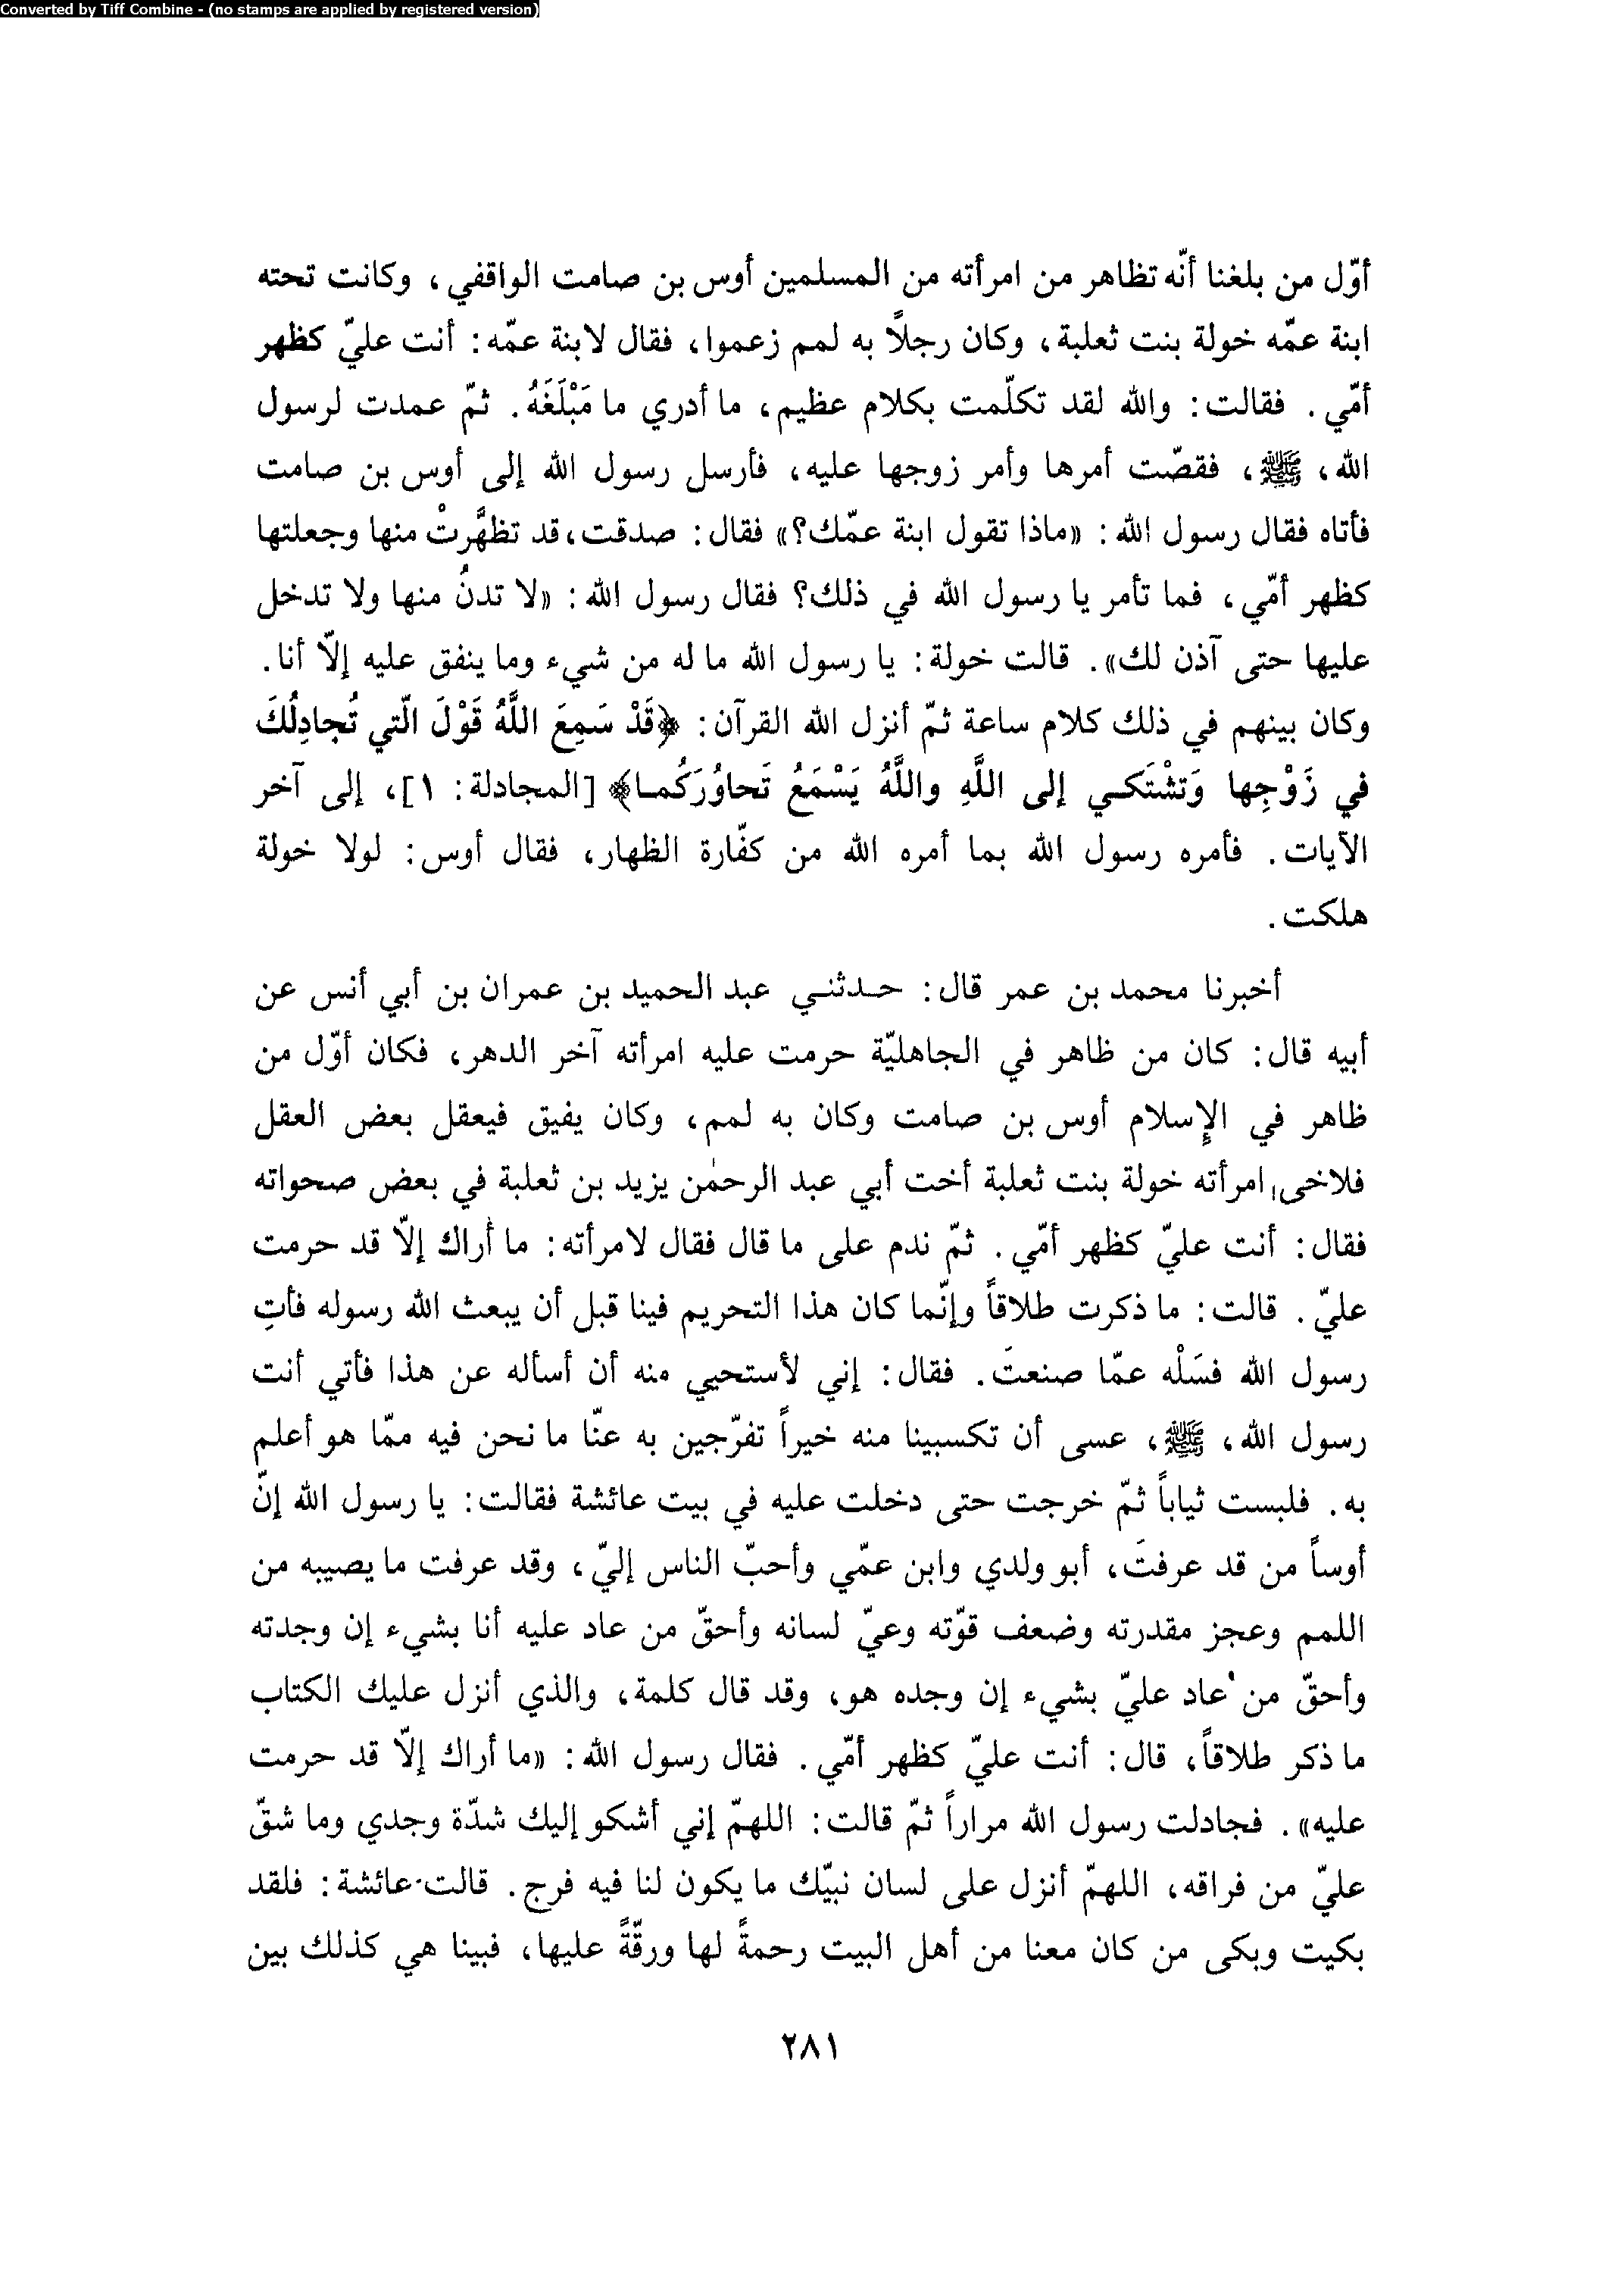 Converted by Tiff Combine - (no stamps are applied by registered version)
أوّل من بلغنا أنّه تظاهر من امرأته من المسلمين أوس بن صامت الواقفي، وكانت تحته
ابنة عمّه خولة بنت ثعلبة، وكان رجلاً به لمم زعموا، فقال لابنة عمّه: أنت عليّ كظهر
أمّي. فقالت: والله لقد تكلّمت بكلام عظيم، ما أدري ما مَبْلَغَهُ. ثمّ عمدت لرسول
الله، ﷺ، فقصّت أمرها وأمر زوجها عليه، فأرسل رسول الله إلى أوس بن صامت
فأتاه فقال رسول الله: «ماذا تقول ابنة عمّك؟» فقال: صدقت، قد تظهَّرتْ منها وجعلتها
كظهر أمّي، فما تأمر يا رسول الله في ذلك؟ فقال رسول الله: «لا تدنُ منها ولا تدخل
عليها حتى آذن لك». قالت خولة: يا رسول الله ما له من شيء وما ينفق عليه إلّا أنا.
وكان بينهم في ذلك كلام ساعة ثمّ أنزل الله القرآن: ﴿قَدْ سَمِعَ اللَّهُ قَوْلَ الّتي تُجادِلُكَ
في زَوْجِها وَتشْتَكـي إلى اللَّهِ واللَّهُ يَسْمَعُ تَحاوُرَكُمـا﴾ [المجادلة: ١]، إلى آخر
الآيات. فأمره رسول الله بما أمره الله من كفّارة الظهار، فقال أوس: لولا خولة
هلكت.
أخبرنا محمد بن عمر قال: حـدثنـي عبد الحميد بن عمران بن أبي أنس عن
أبيه قال: كان من ظاهر في الجاهليّة حرمت عليه امرأته آخر الدهر، فكان أوّل من
ظاهر في الإسلام أوس بن صامت وكان به لمم، وكان يفيق فيعقل بعض العقل
فلاخى امرأته خولة بنت ثعلبة أخت أبي عبد الرحمٰن يزيد بن ثعلبة في بعض صحواته
فقال: أنت عليّ كظهر أمّي. ثمّ ندم على ما قال فقال لامرأته: ما أُراك إلّا قد حرمت
عليّ. قالت: ما ذكرت طلاقاً وإنّما كان هذا التحريم فينا قبل أن يبعث الله رسوله فأتِ
رسول الله فسَلْه عمّا صنعتَ. فقال: إني لأستحيي منه أن أسأله عن هذا فأتي أنت
رسول الله، ﷺ، عسى أن تكسبينا منه خيراً تفرّجين به عنّا ما نحن فيه ممّا هو أعلم
به. فلبست ثياباً ثمّ خرجت حتى دخلت عليه في بيت عائشة فقالت: يا رسول الله إنّ
أوساً من قد عرفتَ، أبو ولدي وابن عمّي وأحبّ الناس إليّ، وقد عرفت ما يصيبه من
اللمم وعجز مقدرته وضعف قوّته وعيّ لسانه وأحقّ من عاد عليه أنا بشيء إن وجدته
وأحقّ من عاد عليّ بشيء إن وجده هو، وقد قال كلمة، والذي أنزل عليك الكتاب
ما ذكر طلاقاً، قال: أنت عليّ كظهر أمّي. فقال رسول الله: «ما أراك إلّا قد حرمت
عليه». فجادلت رسول الله مراراً ثمّ قالت: اللهمّ إني أشكو إليك شدّة وجدي وما شقّ
عليّ من فراقه، اللهمّ أنزل على لسان نبيّك ما يكون لنا فيه فرج. قالت عائشة: فلقد
بكيت وبكى من كان معنا من أهل البيت رحمةً لها ورقّةً عليها، فبينا هي كذلك بين
٢٨١